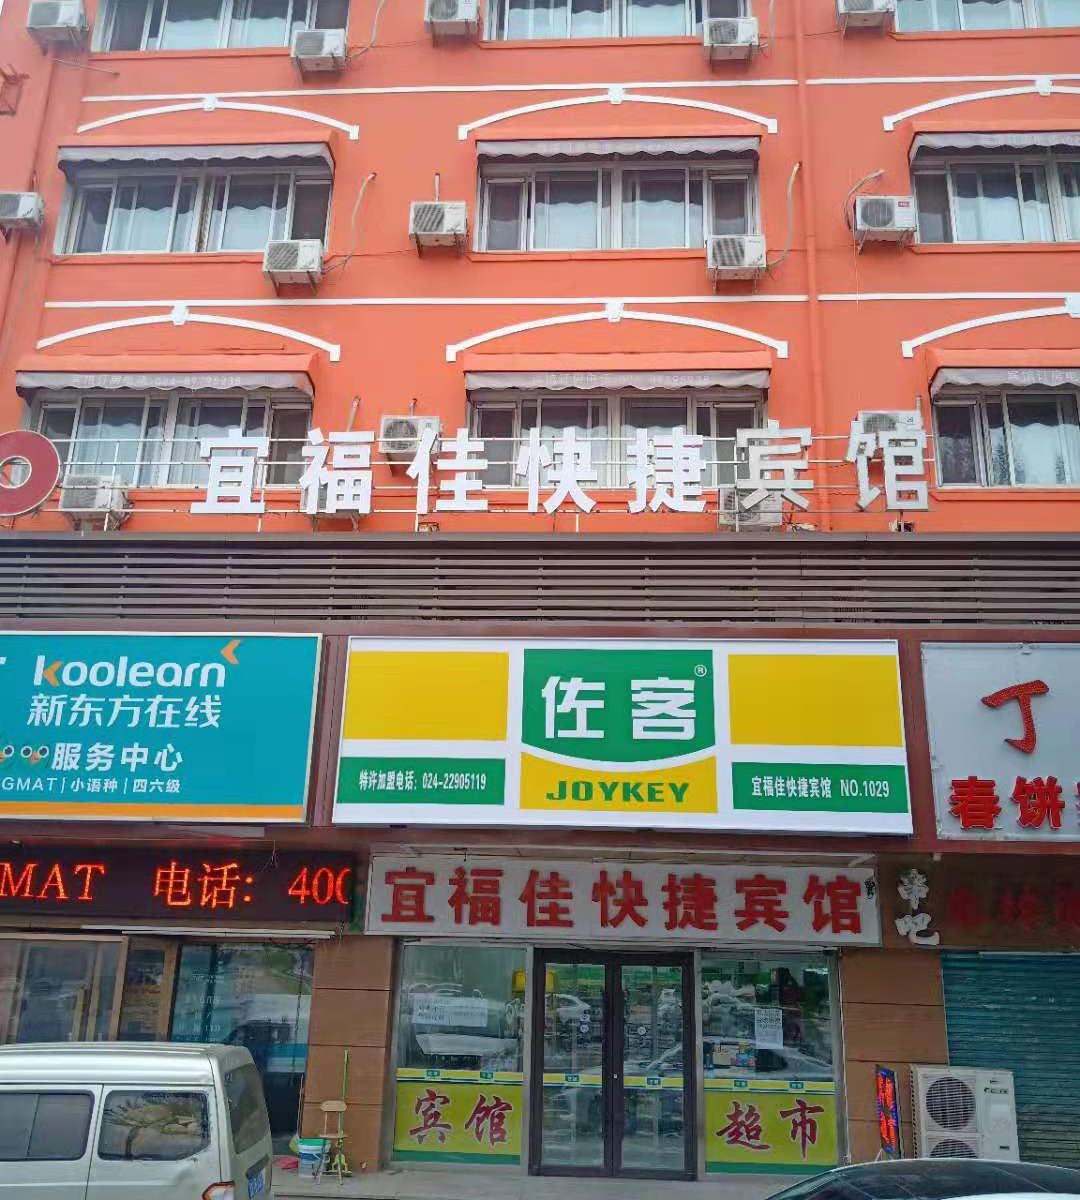 宜福佳快捷宾馆
koolearn
新东方在线
服务中心
GMAT|小语种|四六级
佐客®
JOYKEY
特许加盟电话：024-22905119
宜福佳快捷宾馆 NO.1029
丁
春饼
MAT 电话: 400
宜福佳快捷宾馆
串吧
宾馆
超市